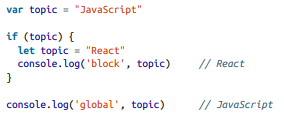 var topic = "JavaScript"
if (topic) {
let topic = "React"
console.log('block', topic) // React
}
console.log('global', topic) // JavaScript